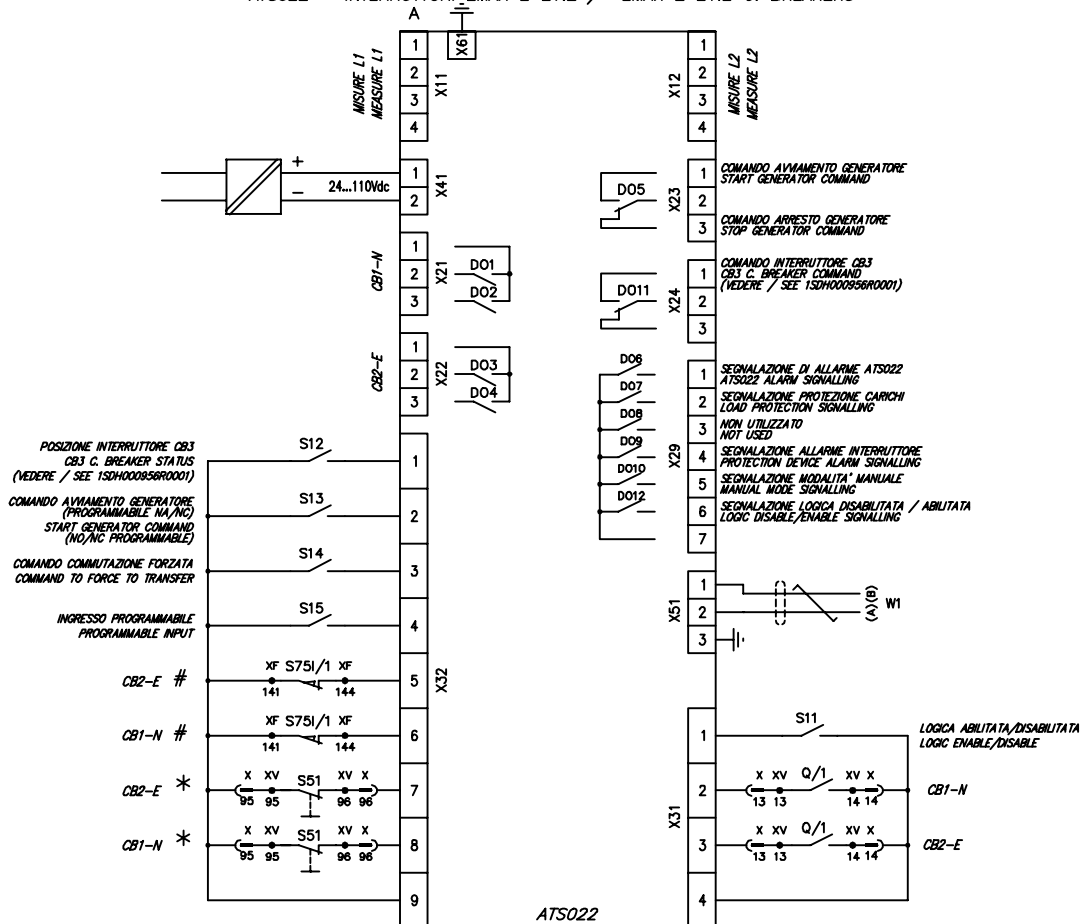 A
X61
1
2
3
4
X11
MISURE L1
MEASURE L1
1
2
3
4
X12
MISURE L2
MEASURE L2
+
−
24...110Vdc
1
2
X41
CB1-N
1
2
3
X21
DO1
DO2
CB2-E
1
2
3
X22
DO3
DO4
DO5
X23
1
2
3
COMANDO AVVIAMENTO GENERATORE
START GENERATOR COMMAND
COMANDO ARRESTO GENERATORE
STOP GENERATOR COMMAND
DO11
X24
1
2
3
COMANDO INTERRUTTORE CB3
CB3 C. BREAKER COMMAND
(VEDERE / SEE 1SDH000956R0001)
DO6
DO7
DO8
DO9
DO10
DO12
X29
1
SEGNALAZIONE DI ALLARME ATS022
ATS022 ALARM SIGNALLING
2
SEGNALAZIONE PROTEZIONE CARICHI
LOAD PROTECTION SIGNALLING
3
NON UTILIZZATO
NOT USED
4
SEGNALAZIONE ALLARME INTERRUTTORE
PROTECTION DEVICE ALARM SIGNALLING
5
SEGNALAZIONE MODALITA' MANUALE
MANUAL MODE SIGNALLING
6
SEGNALAZIONE LOGICA DISABILITATA / ABILITATA
LOGIC DISABLE/ENABLE SIGNALLING
7
X51
1
2
3
(A)(B)
W1
POSIZIONE INTERRUTTORE CB3
CB3 C. BREAKER STATUS
(VEDERE / SEE 1SDH000956R0001)
S12
1
COMANDO AVVIAMENTO GENERATORE
(PROGRAMMABILE NA/NC)
START GENERATOR COMMAND
(NO/NC PROGRAMMABLE)
S13
2
COMANDO COMMUTAZIONE FORZATA
COMMAND TO FORCE TO TRANSFER
S14
3
INGRESSO PROGRAMMABILE
PROGRAMMABLE INPUT
S15
4
X32
CB2-E #
XF S75I/1 XF
141 144
5
CB1-N #
XF S75I/1 XF
141 144
6
CB2-E *
X XV S51 XV X
95 95 96 96
7
CB1-N *
X XV S51 XV X
95 95 96 96
8
9
X31
1
S11
LOGICA ABILITATA/DISABILITATA
LOGIC ENABLE/DISABLE
2
X XV Q/1 XV X
13 13 14 14
CB1-N
3
X XV Q/1 XV X
13 13 14 14
CB2-E
4
ATS022